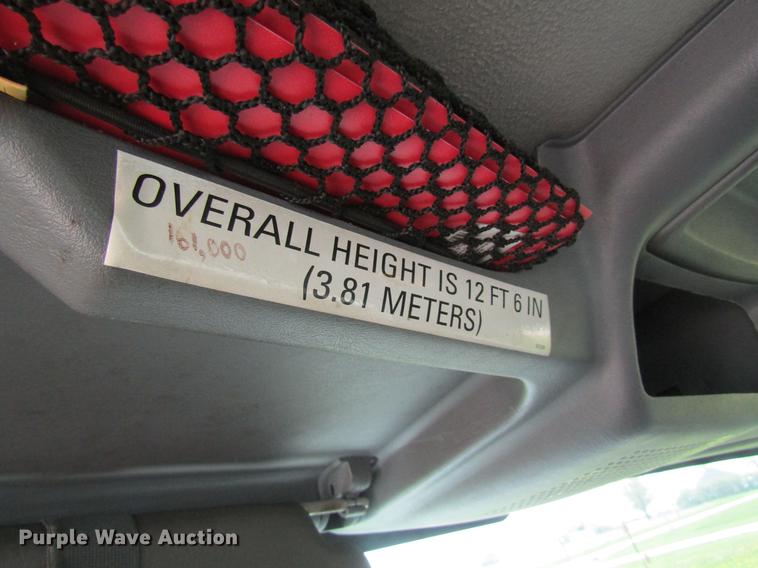 OVERALL HEIGHT IS 12 FT 6 IN
161,000
(3.81 METERS)
Purple Wave Auction